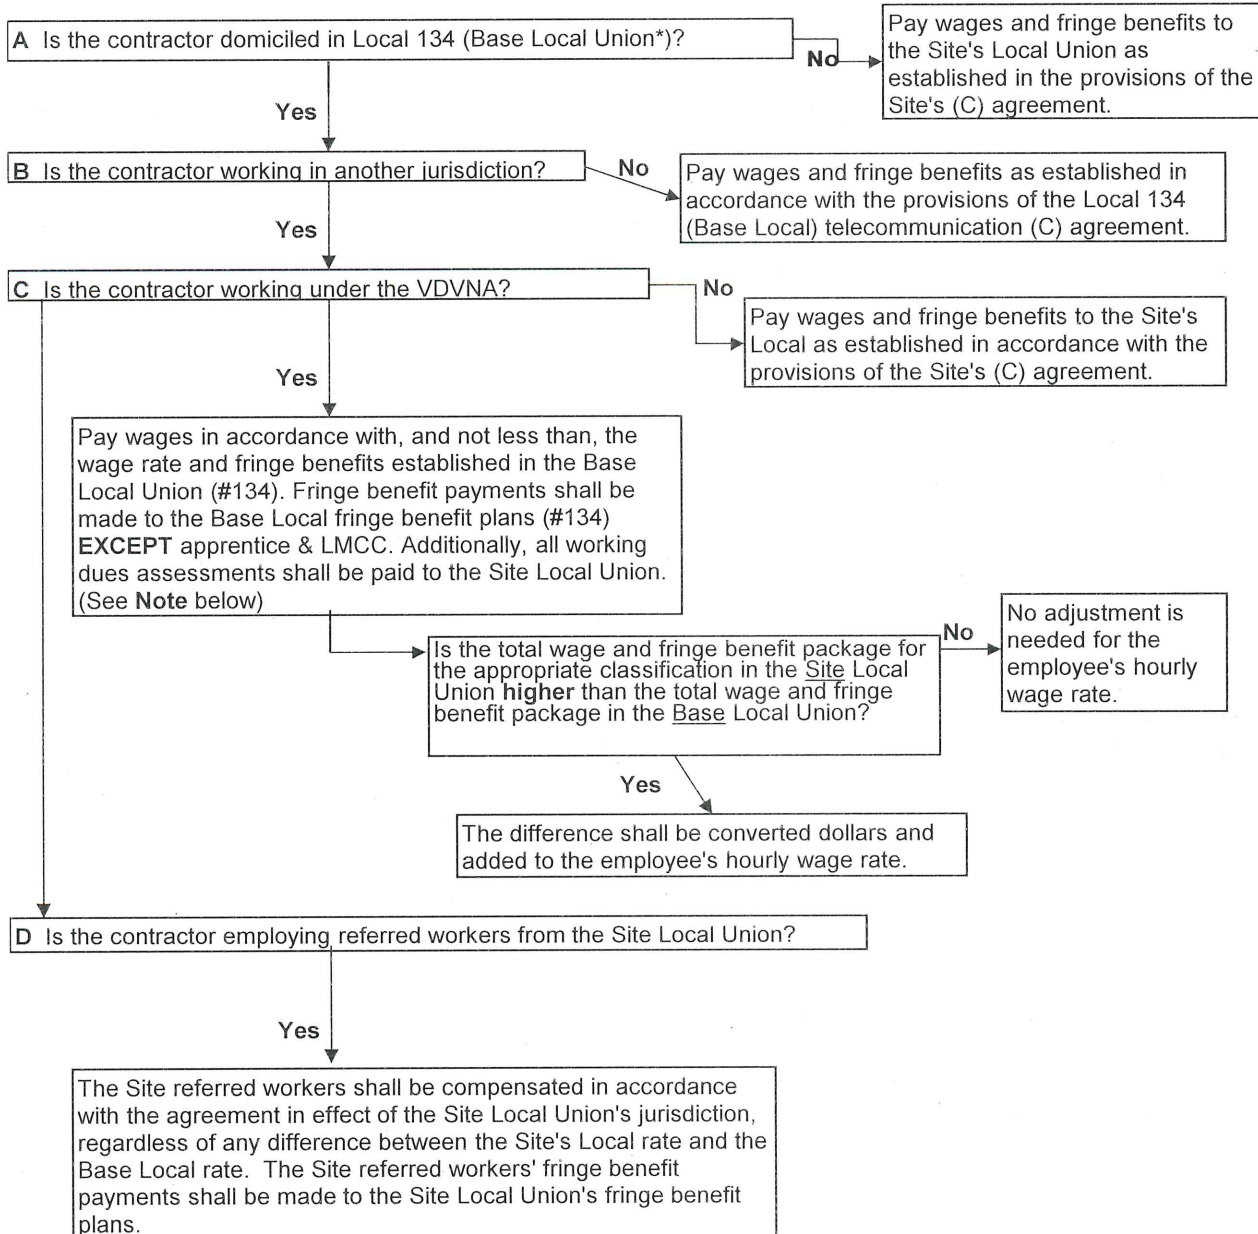 A Is the contractor domiciled in Local 134 (Base Local Union*)?
No
Pay wages and fringe benefits to
the Site's Local Union as
established in the provisions of the
Site's (C) agreement.
Yes
B Is the contractor working in another jurisdiction?
No
Pay wages and fringe benefits as established in
accordance with the provisions of the Local 134
(Base Local) telecommunication (C) agreement.
Yes
C Is the contractor working under the VDVNA?
No
Pay wages and fringe benefits to the Site's
Local as established in accordance with the
provisions of the Site's (C) agreement.
Yes
Pay wages in accordance with, and not less than, the
wage rate and fringe benefits established in the Base
Local Union (#134). Fringe benefit payments shall be
made to the Base Local fringe benefit plans (#134)
EXCEPT apprentice & LMCC. Additionally, all working
dues assessments shall be paid to the Site Local Union.
(See Note below)
Is the total wage and fringe benefit package for
the appropriate classification in the Site Local
Union higher than the total wage and fringe
benefit package in the Base Local Union?
No
No adjustment is
needed for the
employee's hourly
wage rate.
Yes
The difference shall be converted dollars and
added to the employee's hourly wage rate.
D Is the contractor employing referred workers from the Site Local Union?
Yes
The Site referred workers shall be compensated in accordance
with the agreement in effect of the Site Local Union's jurisdiction,
regardless of any difference between the Site's Local rate and the
Base Local rate. The Site referred workers' fringe benefit
payments shall be made to the Site Local Union's fringe benefit
plans.